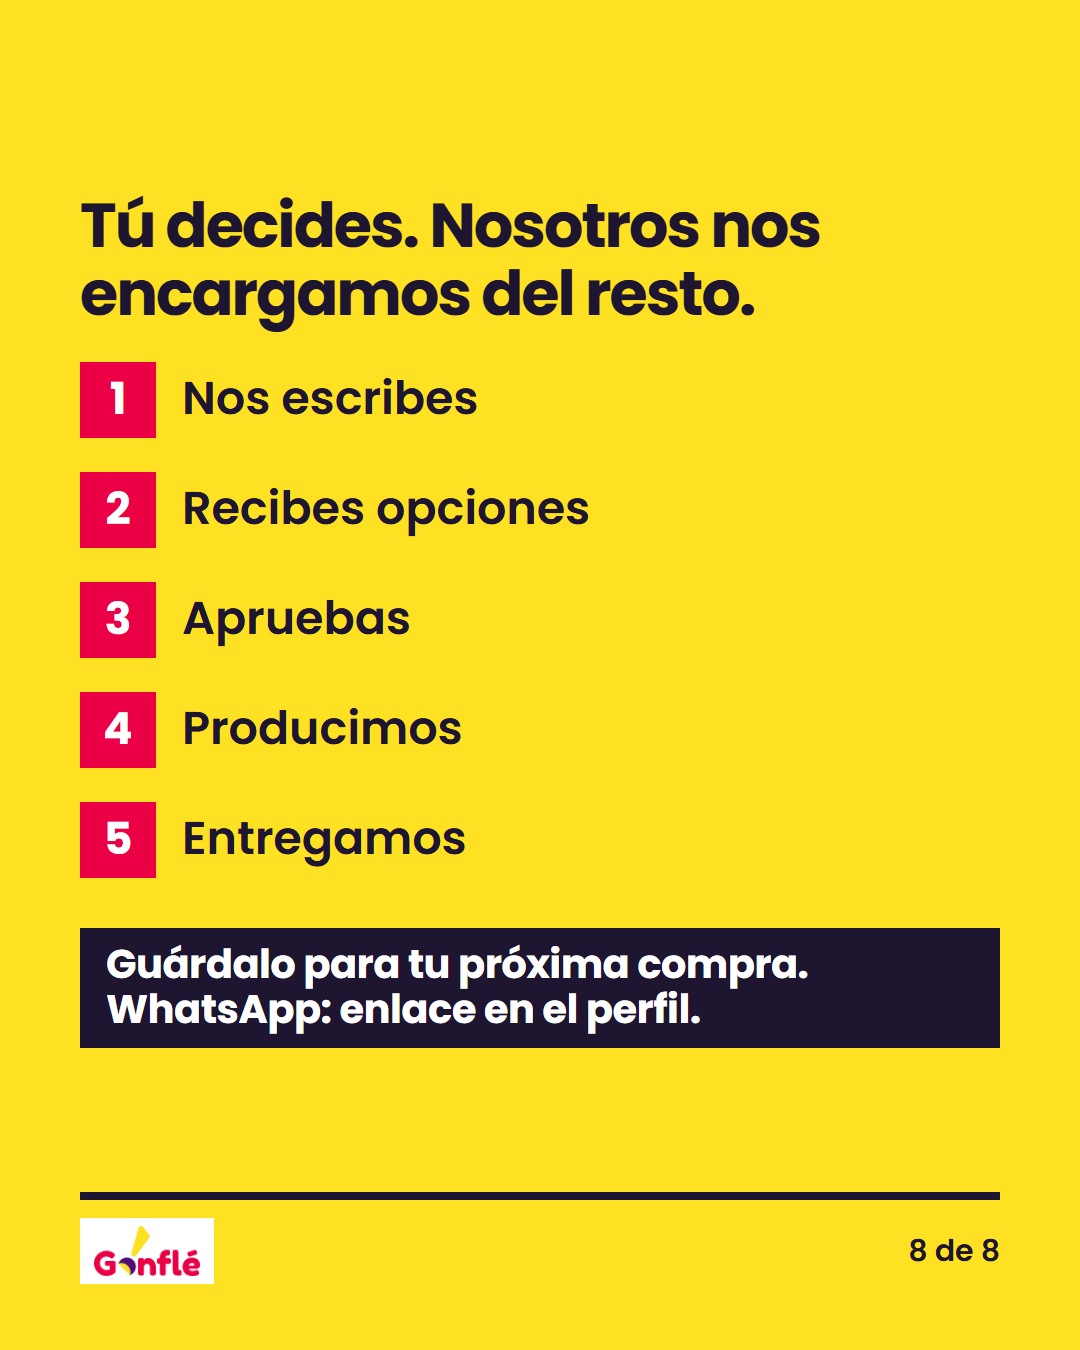 Tú decides. Nosotros nos
encargamos del resto.
1 Nos escribes
2 Recibes opciones
3 Apruebas
4 Producimos
5 Entregamos
Guárdalo para tu próxima compra.
WhatsApp: enlace en el perfil.
Gonflé
8 de 8